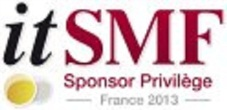 itSMF
Sponsor Privilège
France 2013